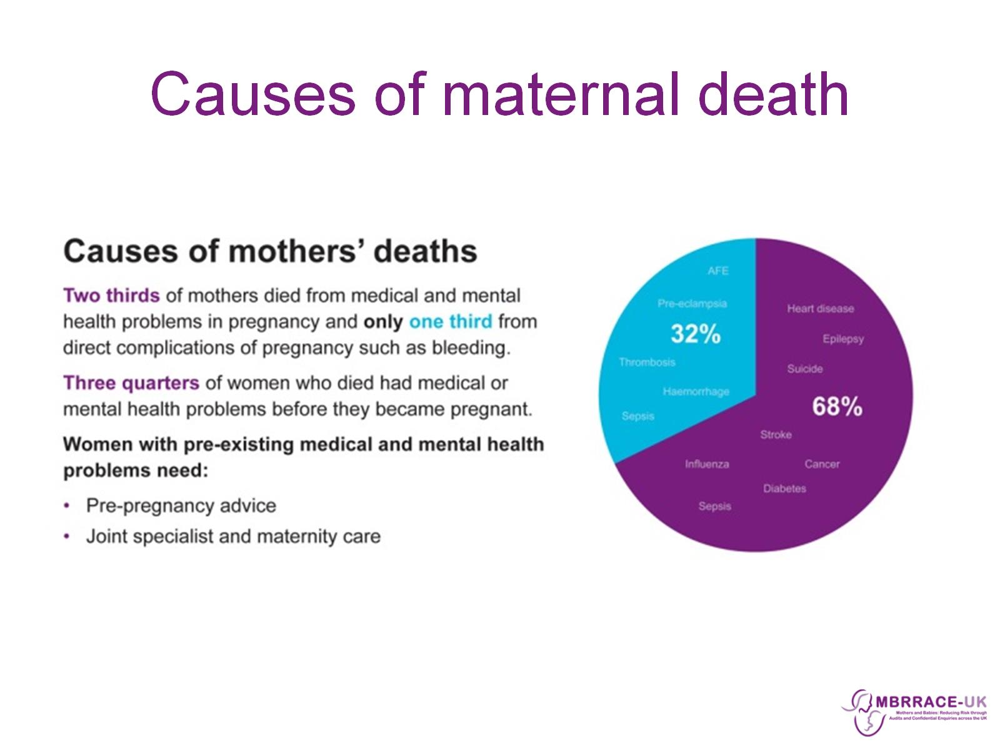 Causes of maternal death
Causes of mothers’ deaths
Two thirds of mothers died from medical and mental
health problems in pregnancy and only one third from
direct complications of pregnancy such as bleeding.
Three quarters of women who died had medical or
mental health problems before they became pregnant.
Women with pre-existing medical and mental health
problems need:
• Pre-pregnancy advice
• Joint specialist and maternity care
AFE
Pre-eclampsia
32%
Thrombosis
Haemorrhage
Sepsis
Heart disease
Epilepsy
Suicide
68%
Stroke
Influenza
Cancer
Diabetes
Sepsis
MBRRACE-UK
Mothers and Babies: Reducing Risk through
Audits and Confidential Enquiries across the UK